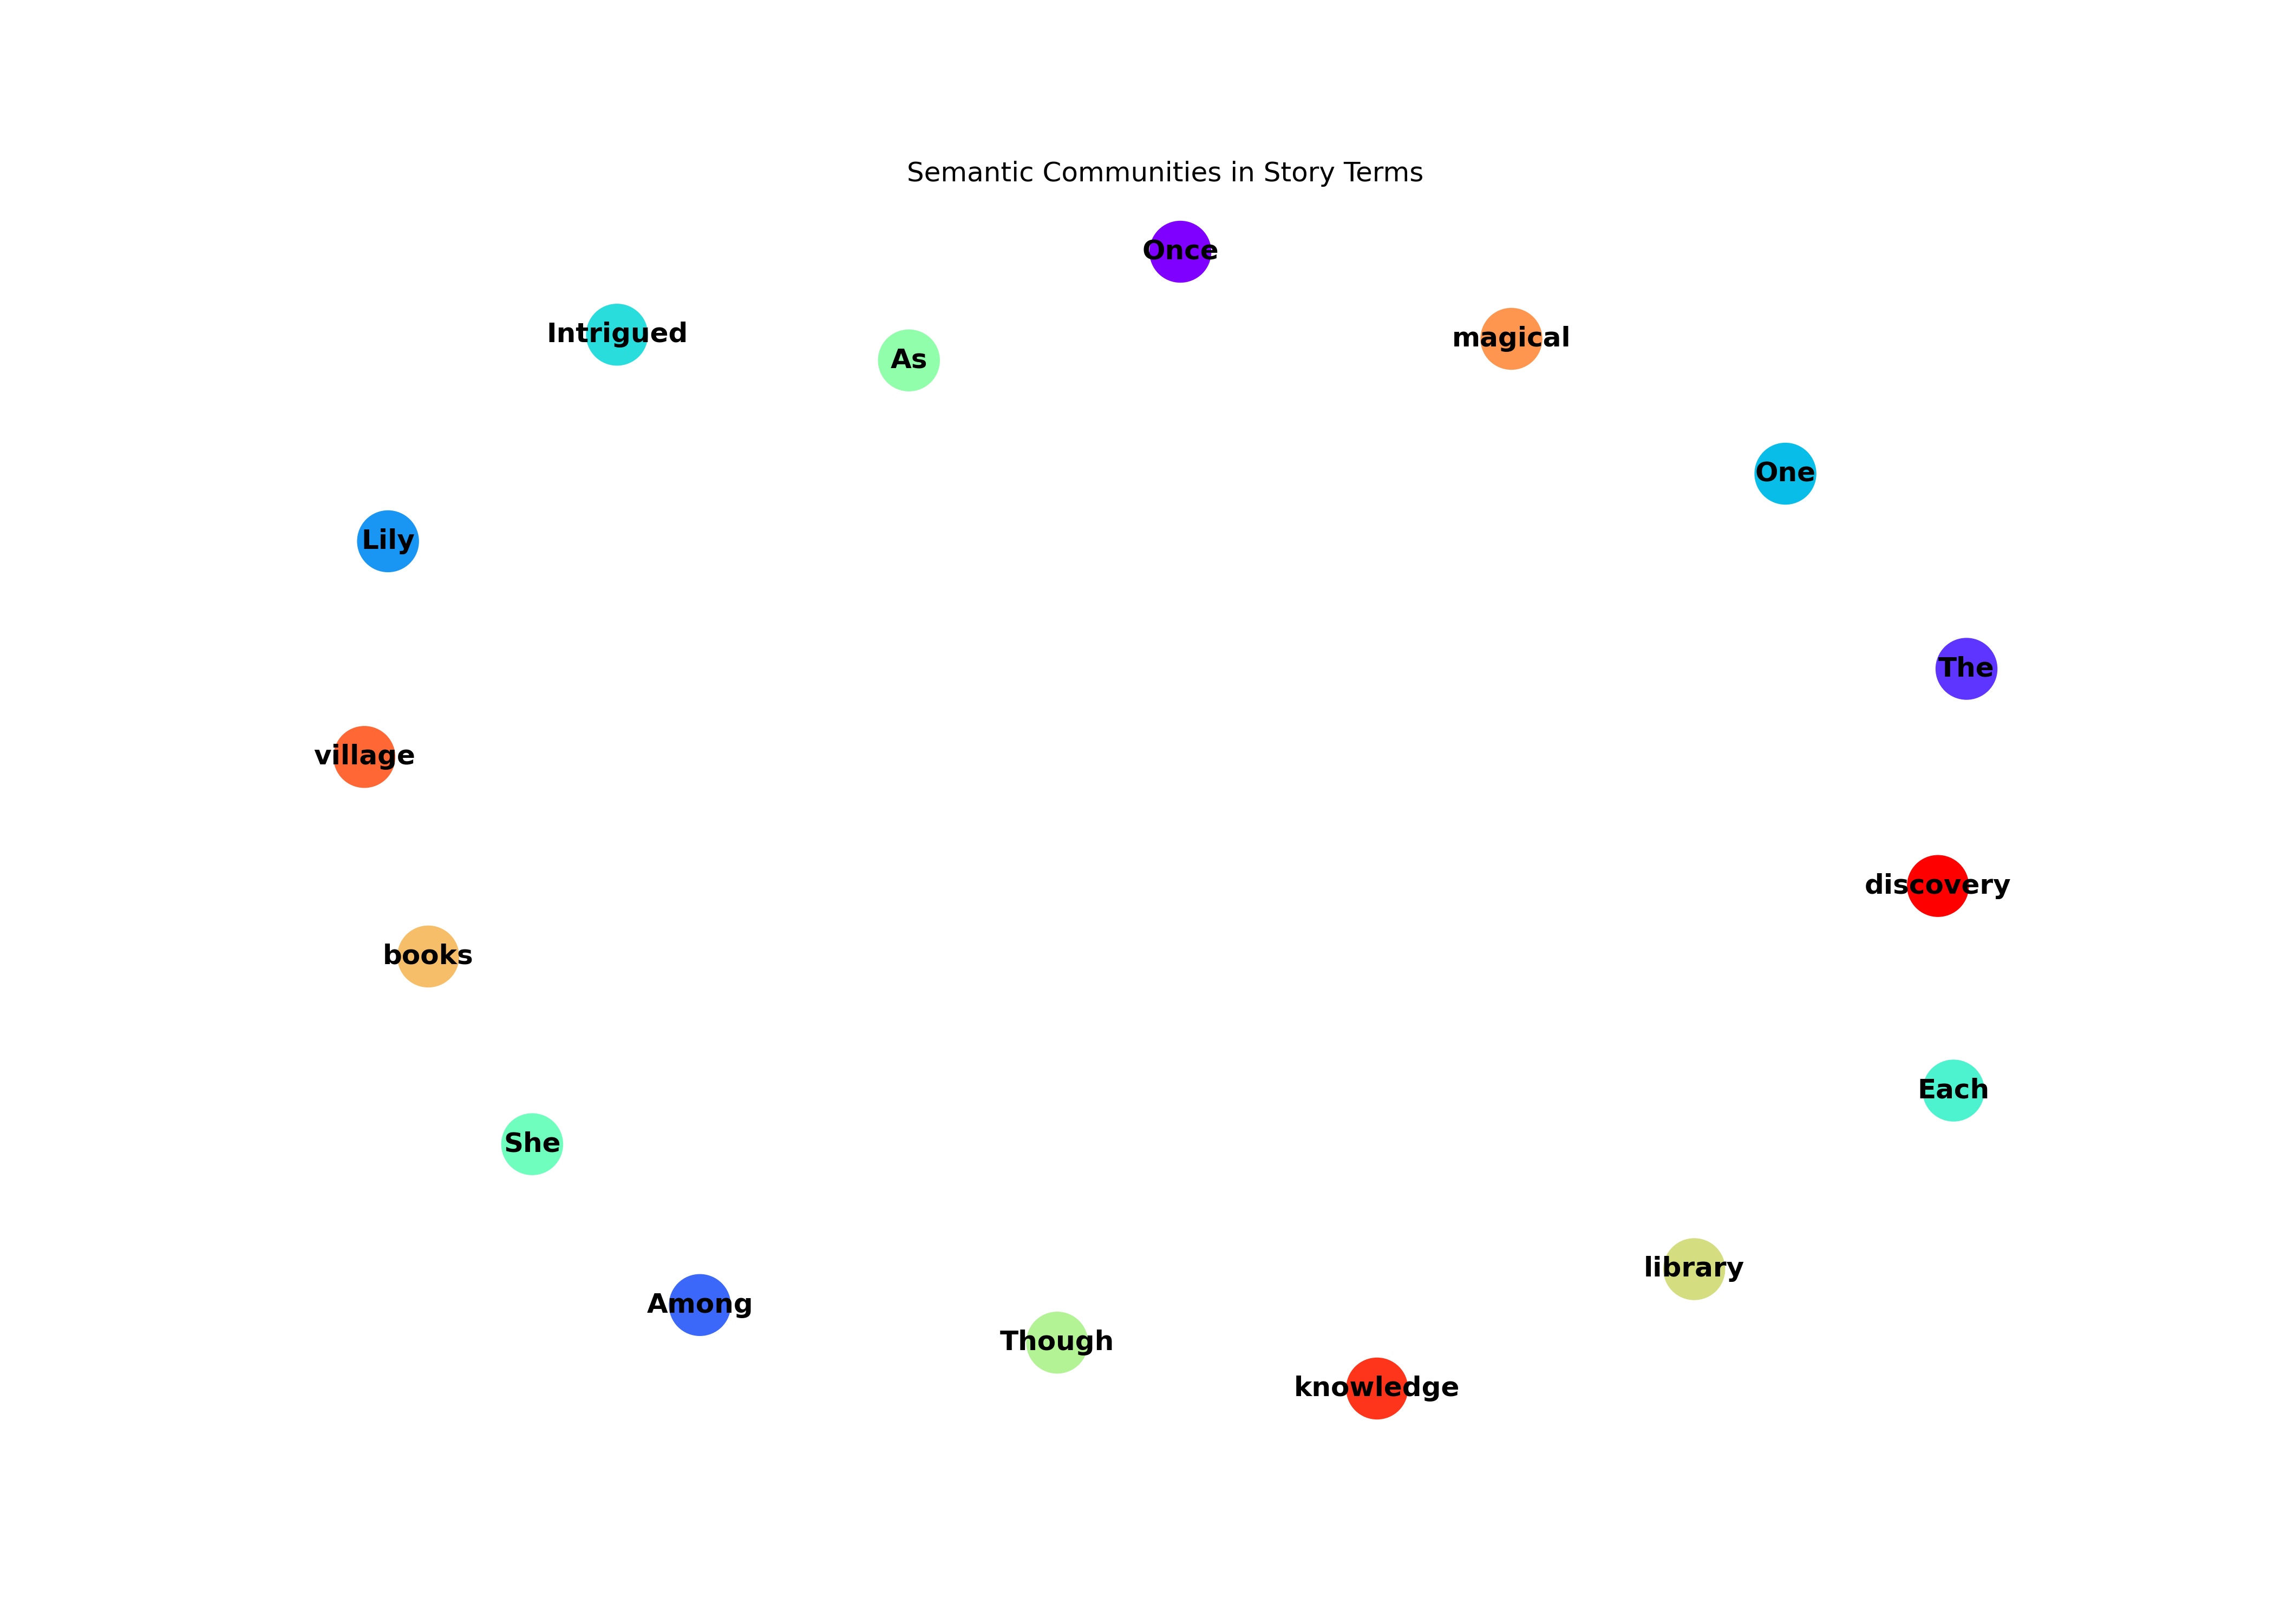 Semantic Communities in Story Terms
Once
Intrigued
magical
As
One
Lily
The
village
discovery
books
Each
She
library
Among
Though
knowledge